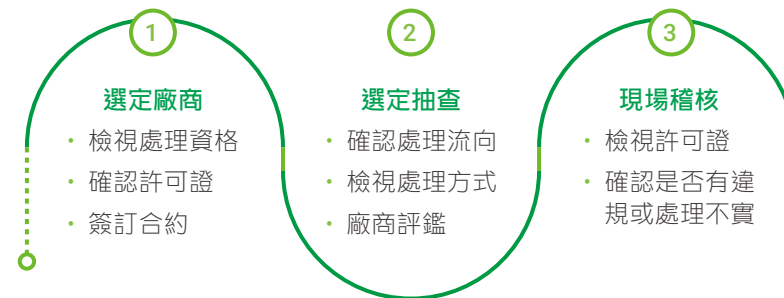 1
選定廠商
· 檢視處理資格
· 確認許可證
· 簽訂合約
2
選定抽查
· 確認處理流向
· 檢視處理方式
· 廠商評鑑
3
現場稽核
· 檢視許可證
· 確認是否有違
規或處理不實